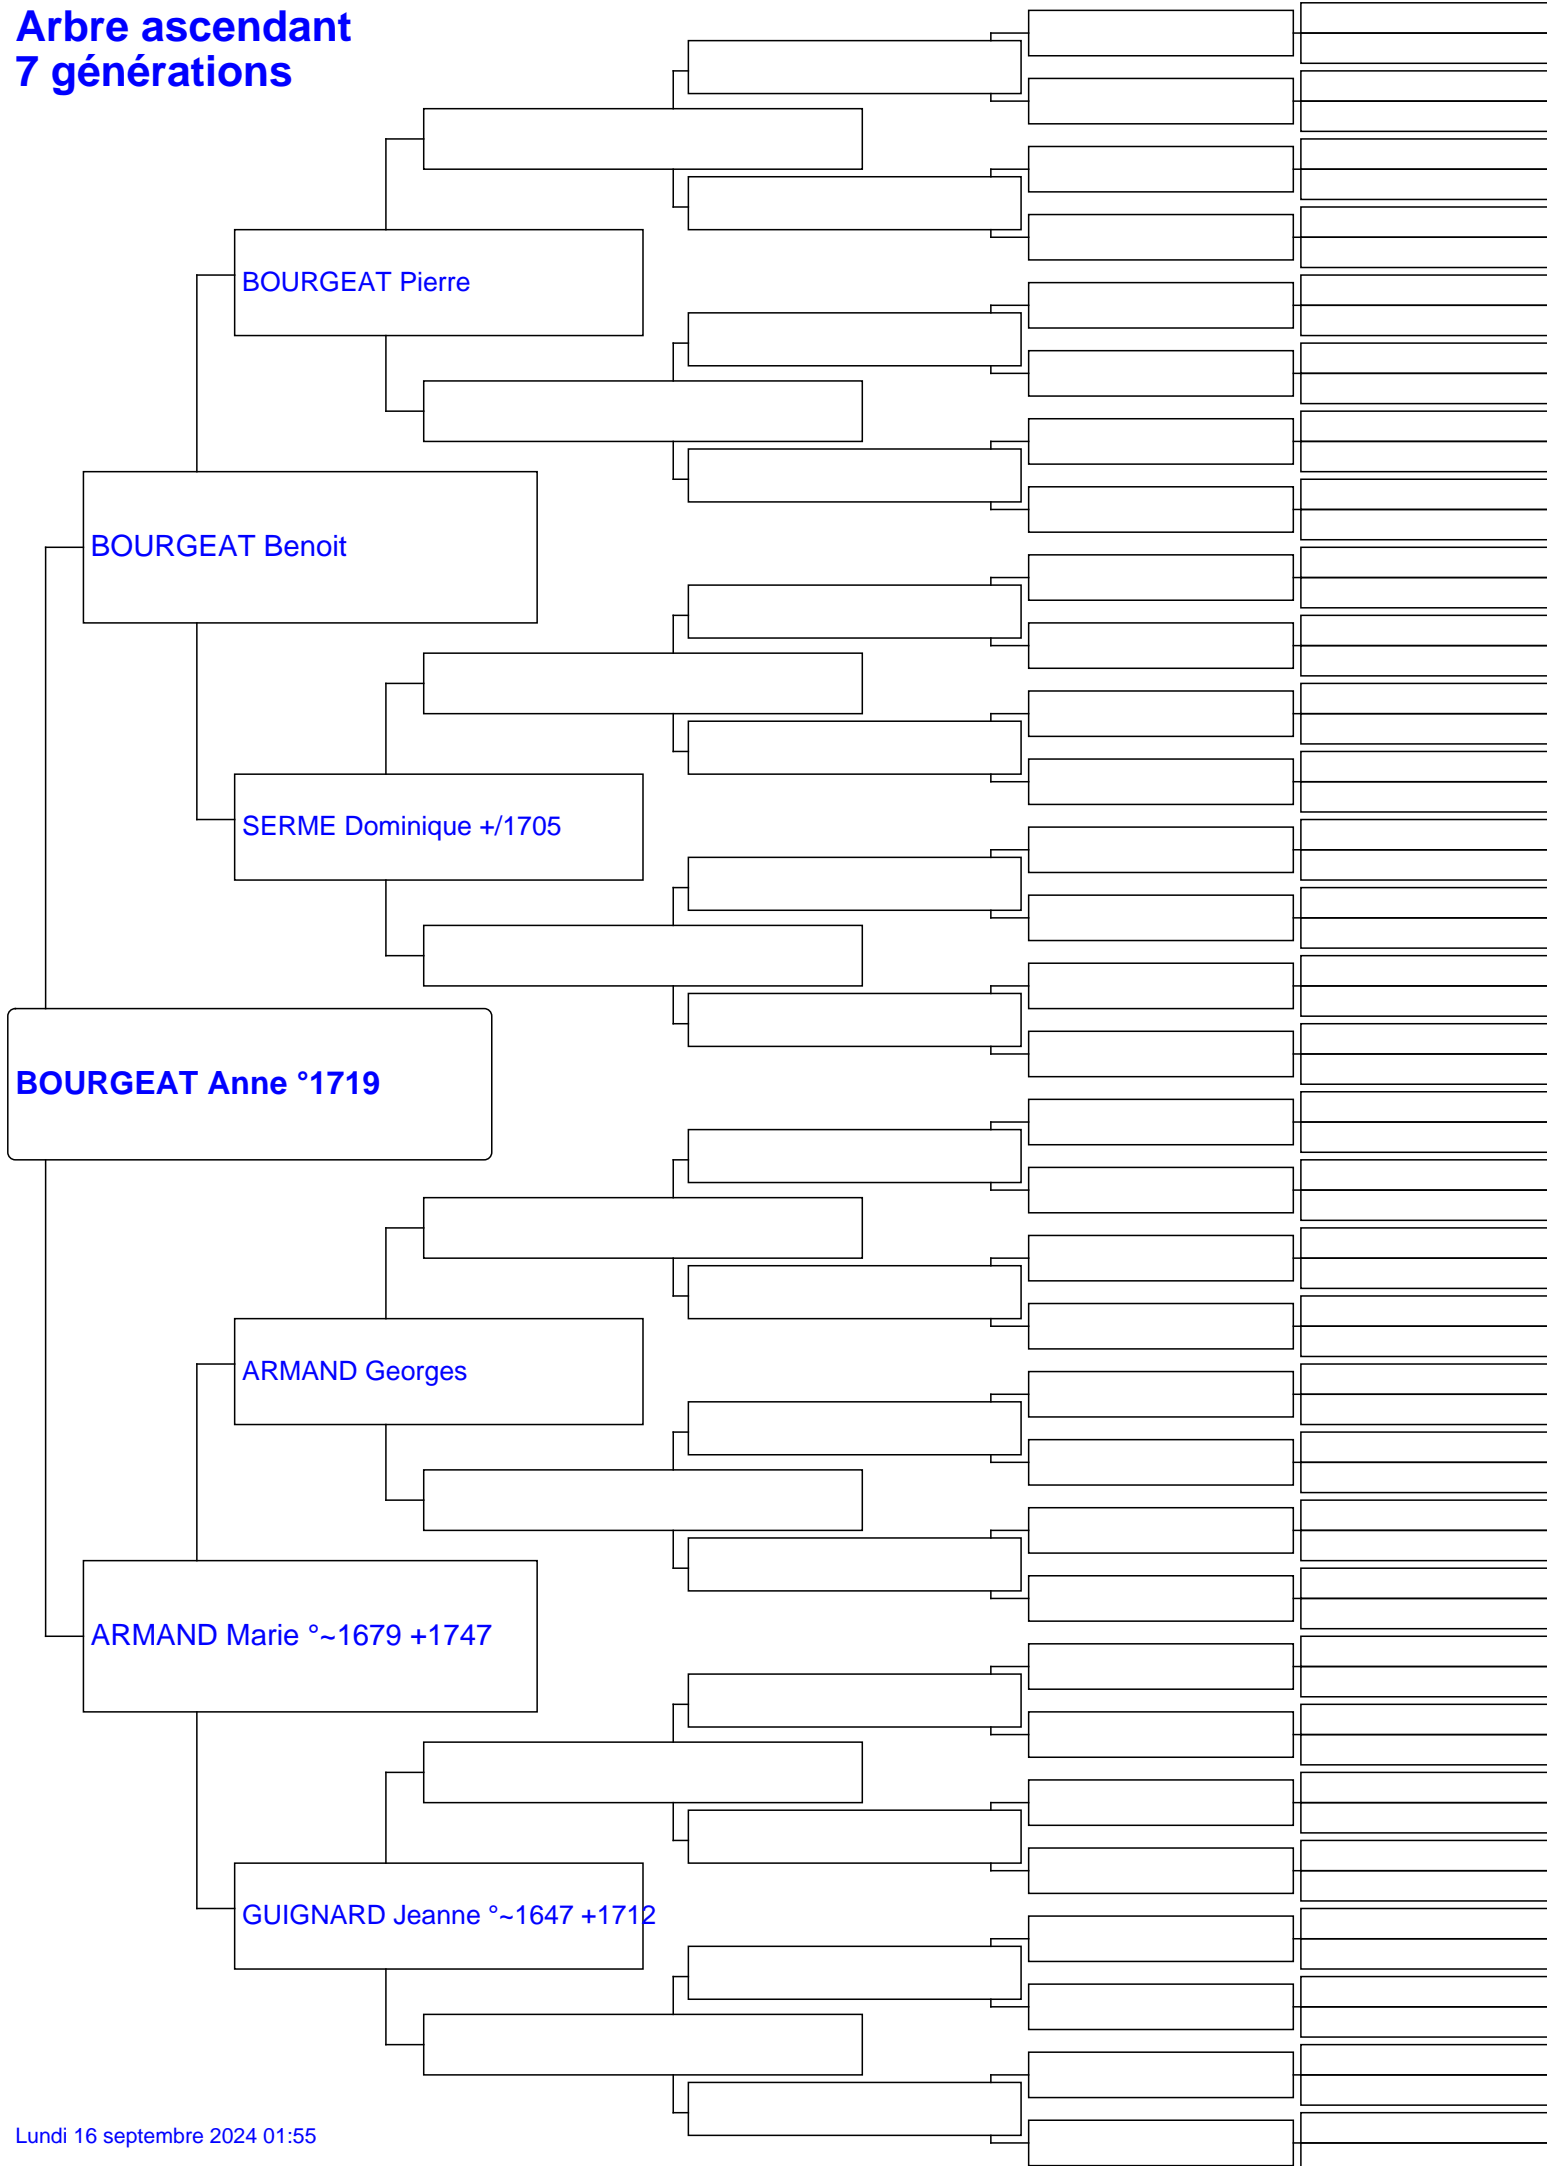 Arbre ascendant
7 générations
BOURGEAT Pierre
BOURGEAT Benoit
SERME Dominique +/1705
BOURGEAT Anne °1719
ARMAND Georges
ARMAND Marie °~1679 +1747
GUIGNARD Jeanne °~1647 +1712
Lundi 16 septembre 2024 01:55